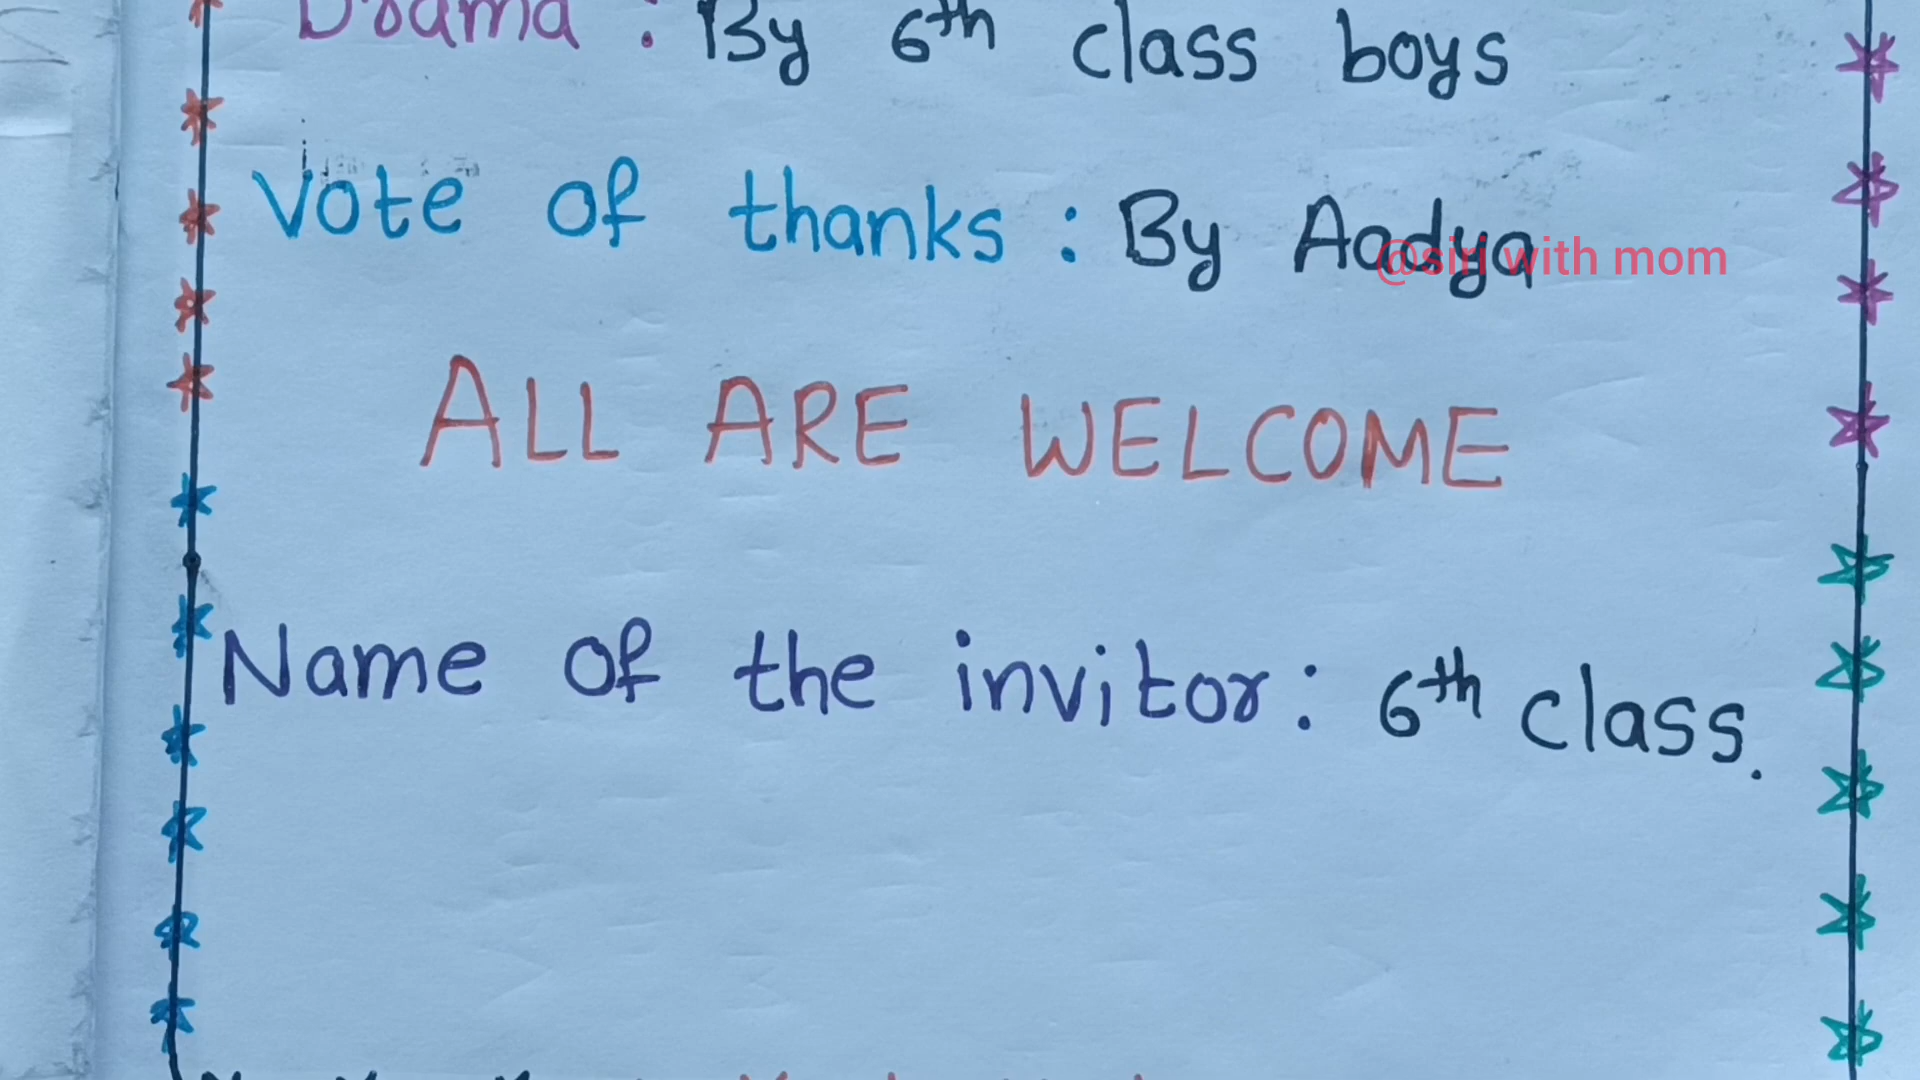 Drama : By 6th class boys
Vote of thanks : By Aadya
@siri with mom
ALL ARE WELCOME
Name of the invitor : 6th class.